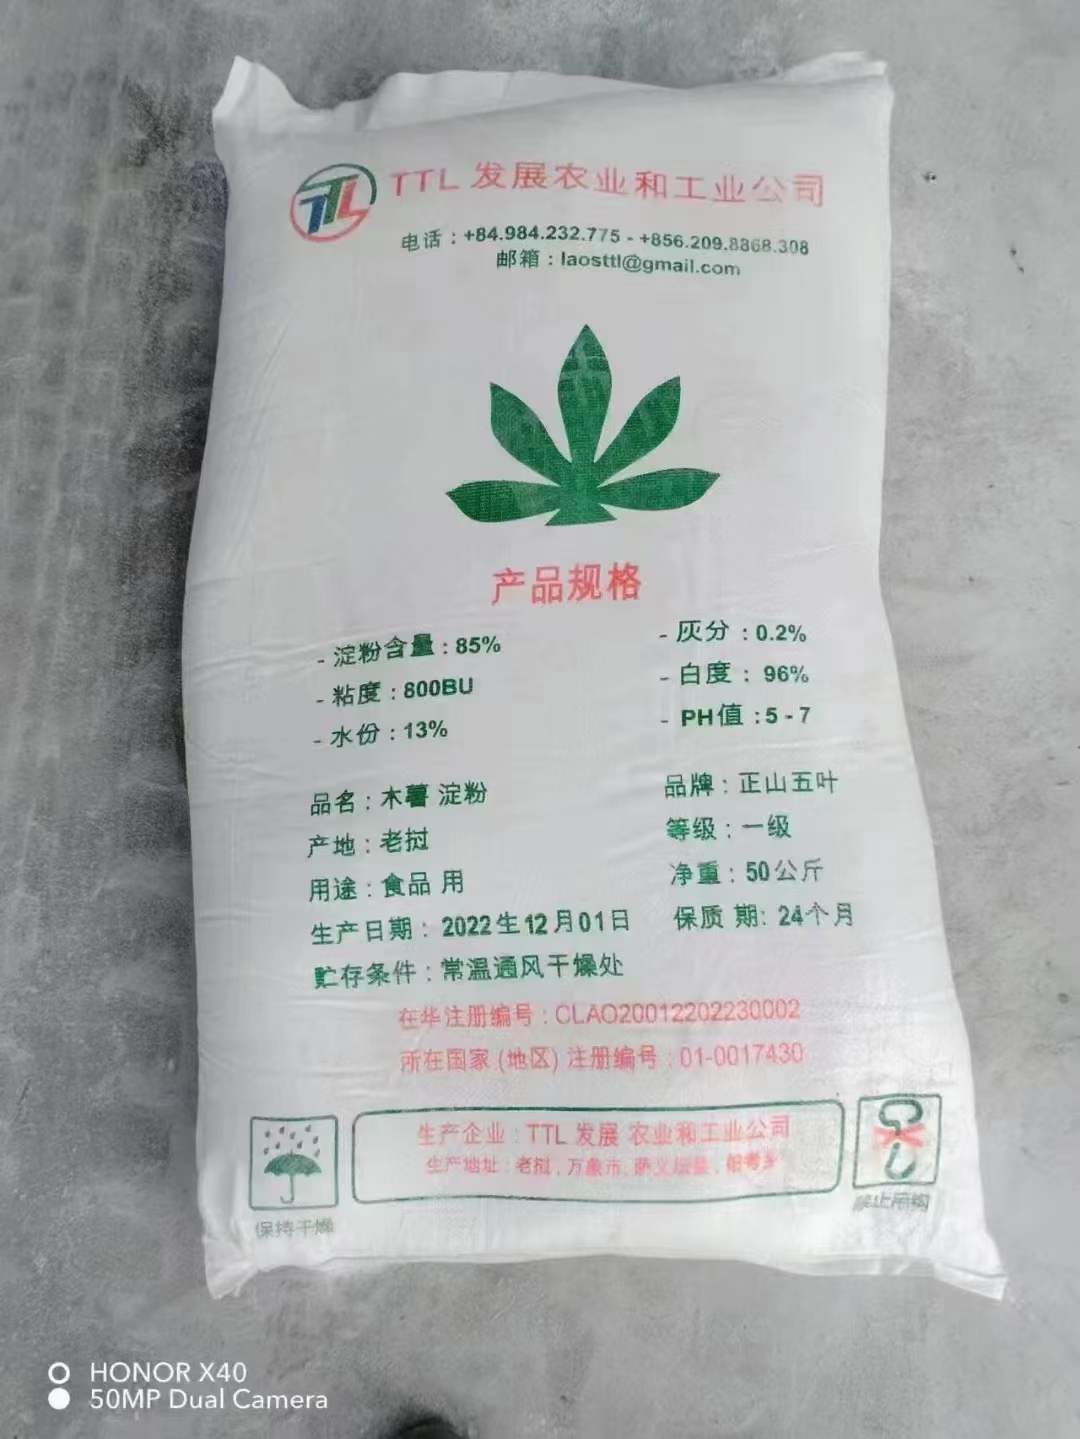 TTL
TTL 发展农业和工业公司
电话 : +84.984.232.775 - +856.209.8868.308
邮箱 : laosttl@gmail.com
产品规格
- 淀粉含量 : 85%
- 灰分 : 0.2%
- 粘度 : 800BU
- 白度 : 96%
- 水份 : 13%
- PH值 : 5 - 7
品名 : 木薯 淀粉
品牌 : 正山五叶
产地 : 老挝
等级 : 一级
用途 : 食品 用
净重 : 50公斤
生产日期 : 2022生12月01日
保质 期: 24个月
贮存条件 : 常温通风干燥处
在华注册编号 : CLAO20012202230002
所在国家 (地区) 注册编号 : 01-0017430
生产企业 : TTL 发展 农业和工业公司
生产地址 : 老挝 , 万象市, 萨
保持干燥
禁止吊钩
HONOR X40
50MP Dual Camera